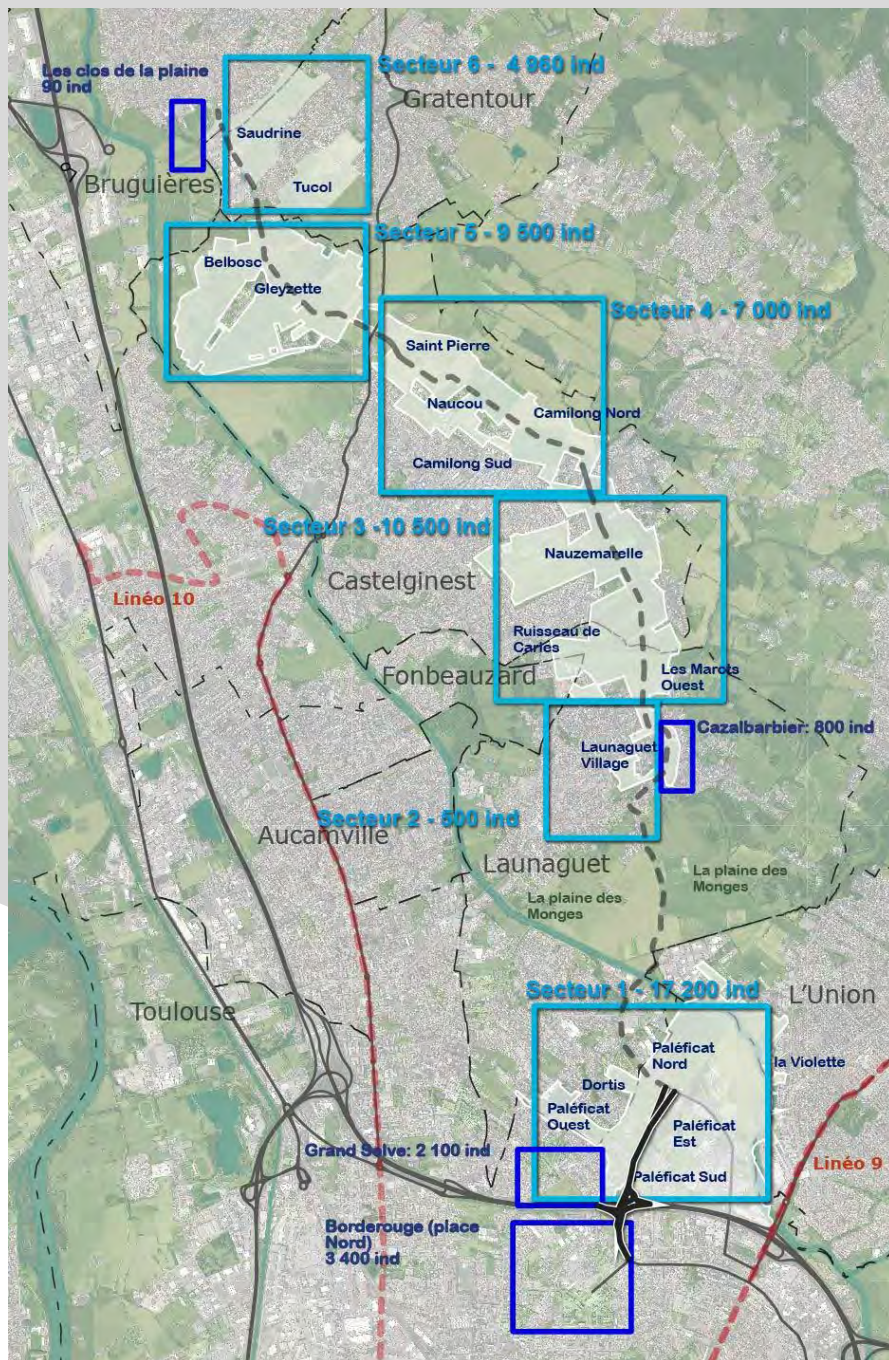 Secteur 6 - 4 960 ind
Les clos de la plaine
90 ind
Gratentour
Saudrine
Tucol
Bruguières
Secteur 5 - 9 500 ind
Belbosc
Gleyzette
Secteur 4 - 7 000 ind
Saint Pierre
Naucou
Camilong Nord
Camilong Sud
Secteur 3 -10 500 ind
Nauzemarelle
Castelginest
Linéo 10
Ruisseau de
Carles
Fonbeauzard
Les Marots
Ouest
Cazalbarbier: 800 ind
Launaguet
Village
Secteur 2 - 500 ind
Aucamville
Launaguet
La plaine des
Monges
La plaine des
Monges
Secteur 1 - 17 200 ind
L'Union
Toulouse
Paléficat
Nord
la Violette
Dortis
Paléficat
Ouest
Paléficat
Est
Grand Selve: 2 100 ind
Paléficat Sud
Linéo 9
Borderouge (place
Nord)
3 400 ind